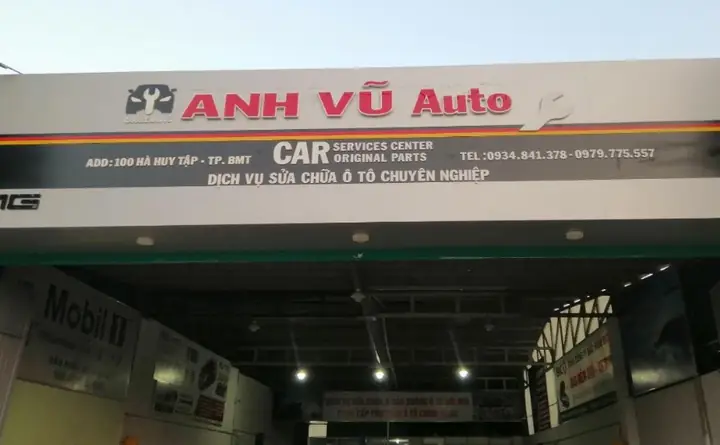 ANH VŨ Auto
ADD: 100 HÀ HUY TẬP - TP. BMT
CAR SERVICES CENTER
ORIGINAL PARTS
TEL: 0934.841.378 - 0979.775.557
DỊCH VỤ SỬA CHỮA Ô TÔ CHUYÊN NGHIỆP
Mobil 1